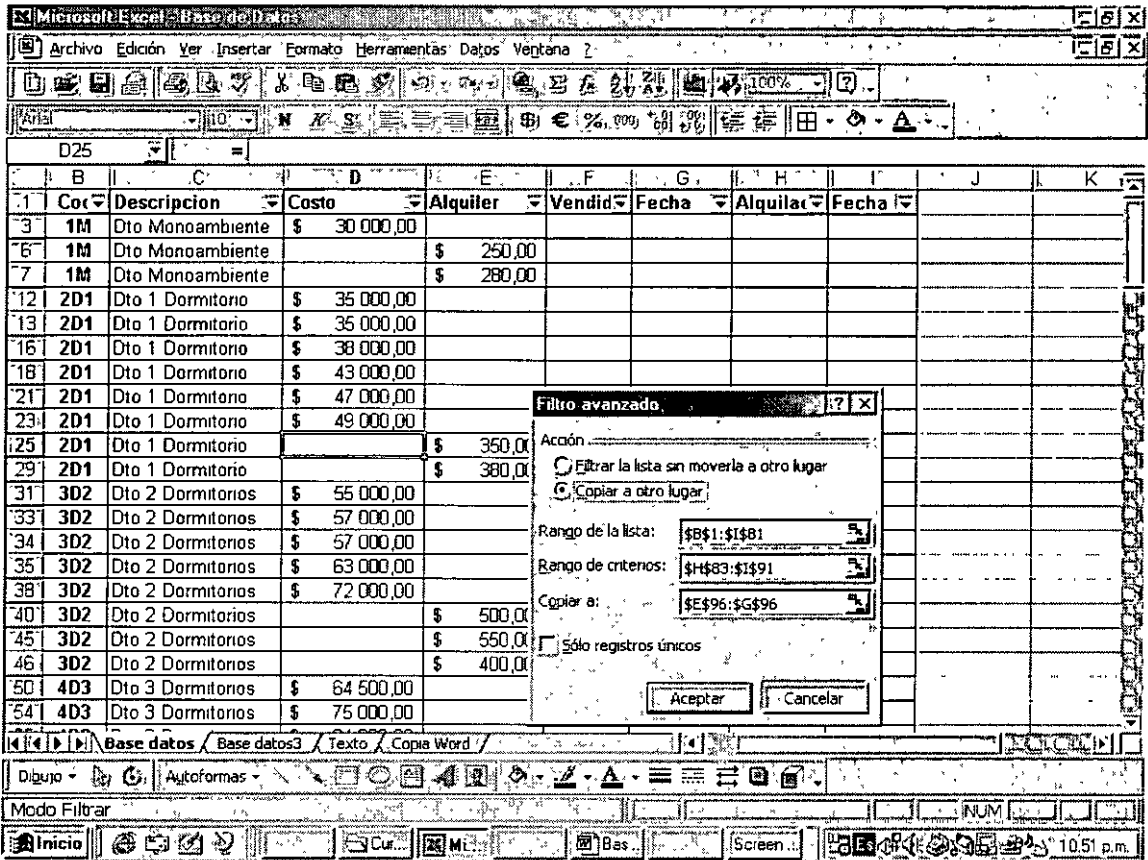 Microsoft Excel - Base de Datos
Archivo Edición Ver Insertar Formato Herramientas Datos Ventana ?
100%
Arial 10 N K S € % 000
D25 =
B C D E F G H I J K
1 Coc Descripcion Costo Alquiler Vendid Fecha Alquilac Fecha
3 1M Dto Monoambiente $ 30 000,00
6 1M Dto Monoambiente $ 250,00
7 1M Dto Monoambiente $ 280,00
12 2D1 Dto 1 Dormitorio $ 35 000,00
13 2D1 Dto 1 Dormitorio $ 35 000,00
16 2D1 Dto 1 Dormitorio $ 38 000,00
18 2D1 Dto 1 Dormitorio $ 43 000,00
21 2D1 Dto 1 Dormitorio $ 47 000,00
23 2D1 Dto 1 Dormitorio $ 49 000,00
25 2D1 Dto 1 Dormitorio $ 350,00
29 2D1 Dto 1 Dormitorio $ 380,00
31 3D2 Dto 2 Dormitorios $ 55 000,00
33 3D2 Dto 2 Dormitorios $ 57 000,00
34 3D2 Dto 2 Dormitorios $ 57 000,00
35 3D2 Dto 2 Dormitorios $ 63 000,00
38 3D2 Dto 2 Dormitorios $ 72 000,00
40 3D2 Dto 2 Dormitorios $ 500,0
45 3D2 Dto 2 Dormitorios $ 550,0
46 3D2 Dto 2 Dormitorios $ 400,0
50 4D3 Dto 3 Dormitorios $ 64 500,00
54 4D3 Dto 3 Dormitorios $ 75 000,00
Filtro avanzado ? X
Acción
Filtrar la lista sin moverla a otro lugar
Copiar a otro lugar
Rango de la lista: $B$1:$I$81
Rango de criterios: $H$83:$I$91
Copiar a: $E$96:$G$96
Sólo registros únicos
Aceptar Cancelar
Base datos Base datos3 Texto Copia Word
Dibujo Autoformas
Modo Filtrar NUM
Inicio Cur... Mi... Bas... Screen... ES 10.51 p.m.